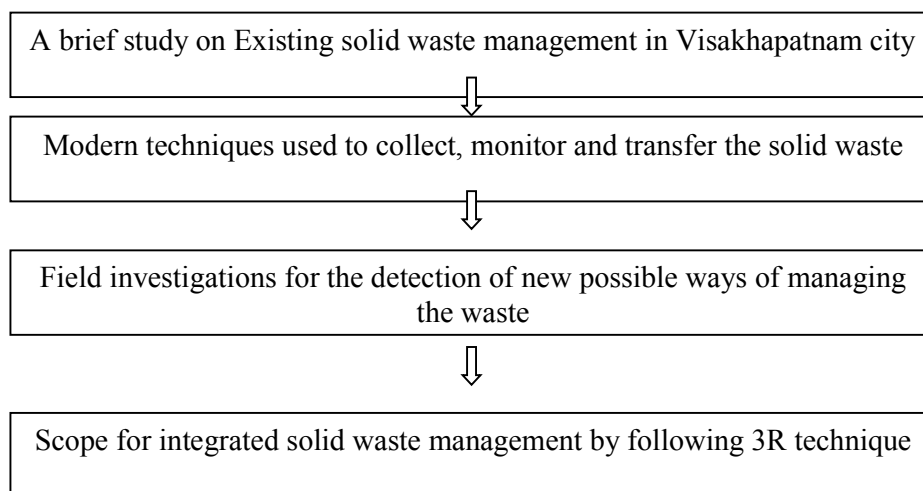 A brief study on Existing solid waste management in Visakhapatnam city
Modern techniques used to collect, monitor and transfer the solid waste
Field investigations for the detection of new possible ways of managing
the waste
Scope for integrated solid waste management by following 3R technique